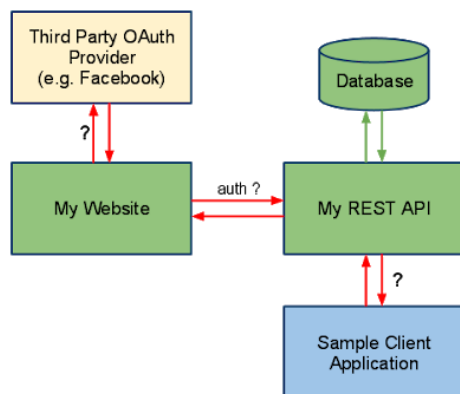 Third Party OAuth
Provider
(e.g. Facebook)
Database
?
My Website
auth ?
My REST API
?
Sample Client
Application